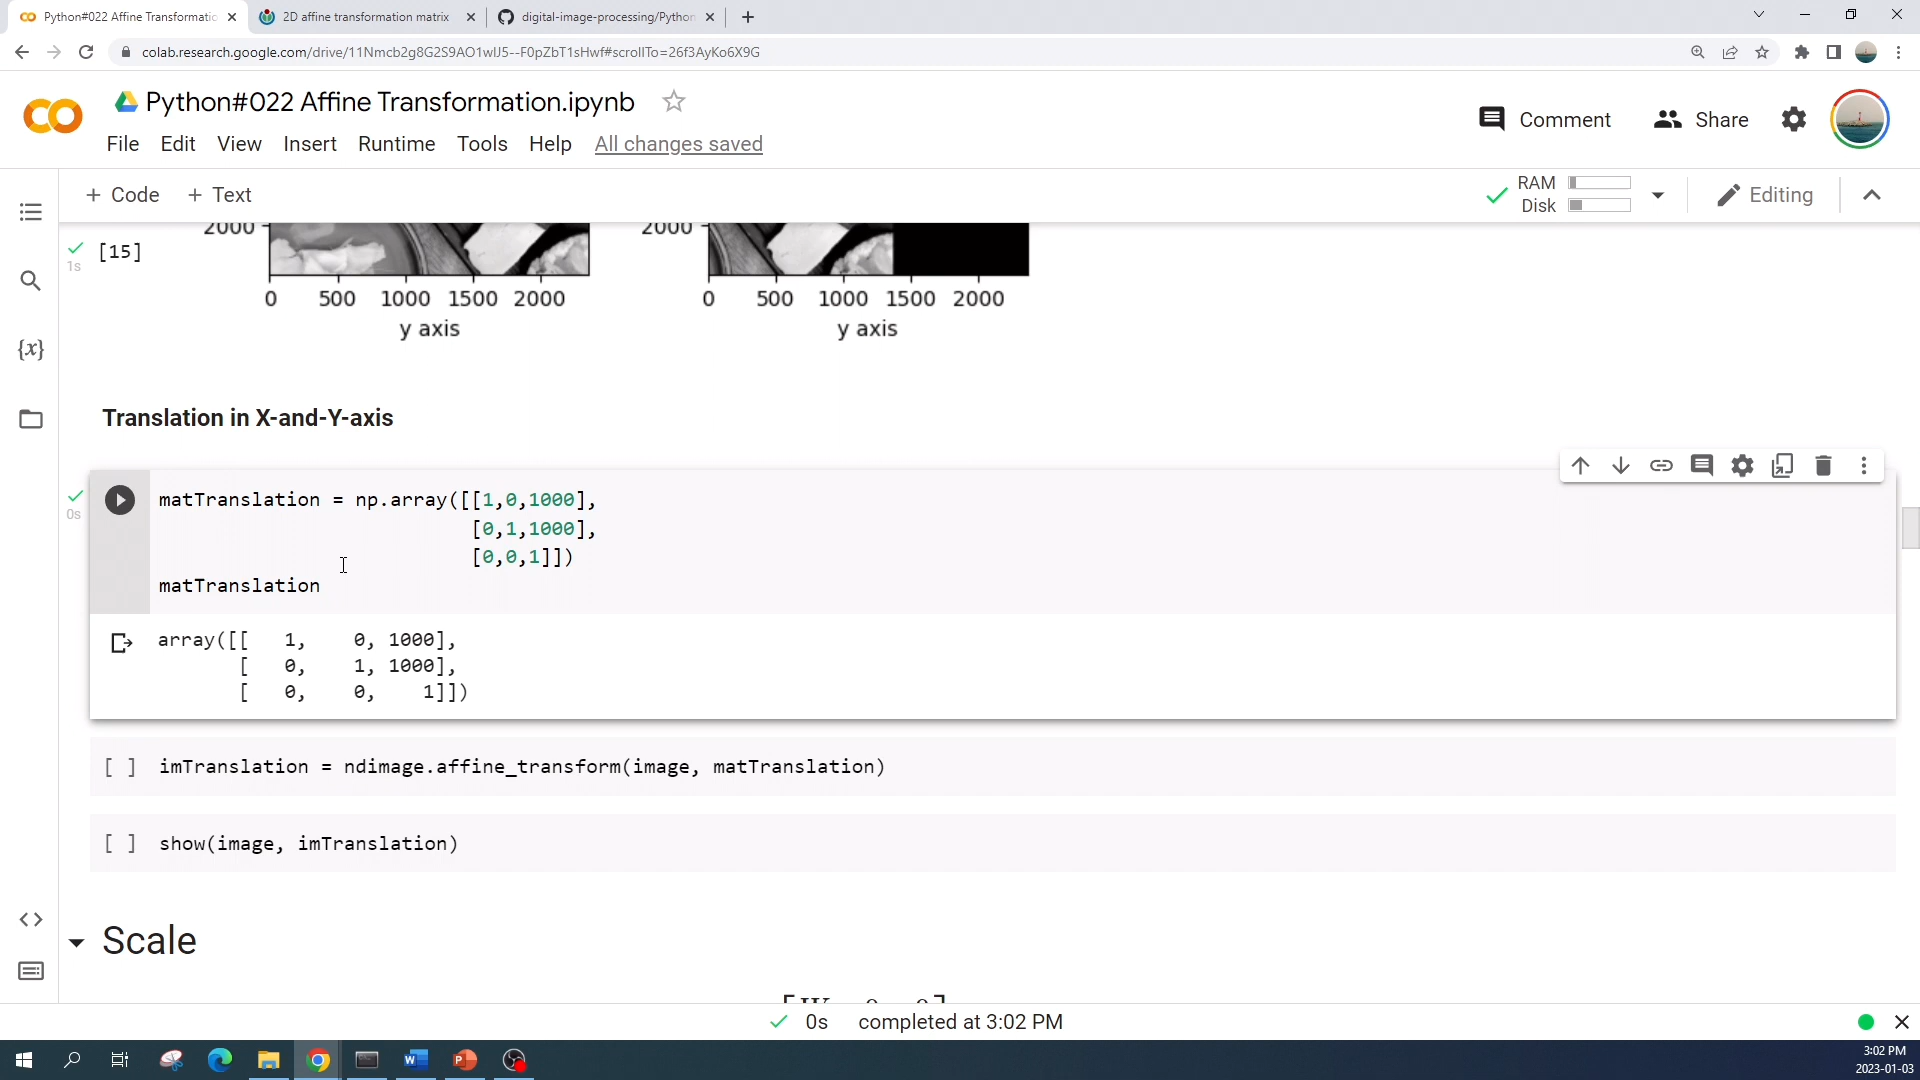 Python#022 Affine Transformatio
2D affine transformation matrix
digital-image-processing/Python
colab.research.google.com/drive/11Nmcb2g8G2S9AO1wIJ5--F0pZbT1sHwf#scrollTo=26f3AyKo6X9G
Python#022 Affine Transformation.ipynb
Comment
Share
File Edit View Insert Runtime Tools Help All changes saved
+ Code + Text
RAM
Disk
Editing
2000
2000
[15]
1s
0 500 1000 1500 2000
0 500 1000 1500 2000
y axis
y axis
{x}
Translation in X-and-Y-axis
0s
matTranslation = np.array([[1,0,1000],
[0,1,1000],
[0,0,1]])
matTranslation
array([[ 1, 0, 1000],
[ 0, 1, 1000],
[ 0, 0, 1]])
[ ] imTranslation = ndimage.affine_transform(image, matTranslation)
[ ] show(image, imTranslation)
Scale
0s completed at 3:02 PM
3:02 PM
2023-01-03